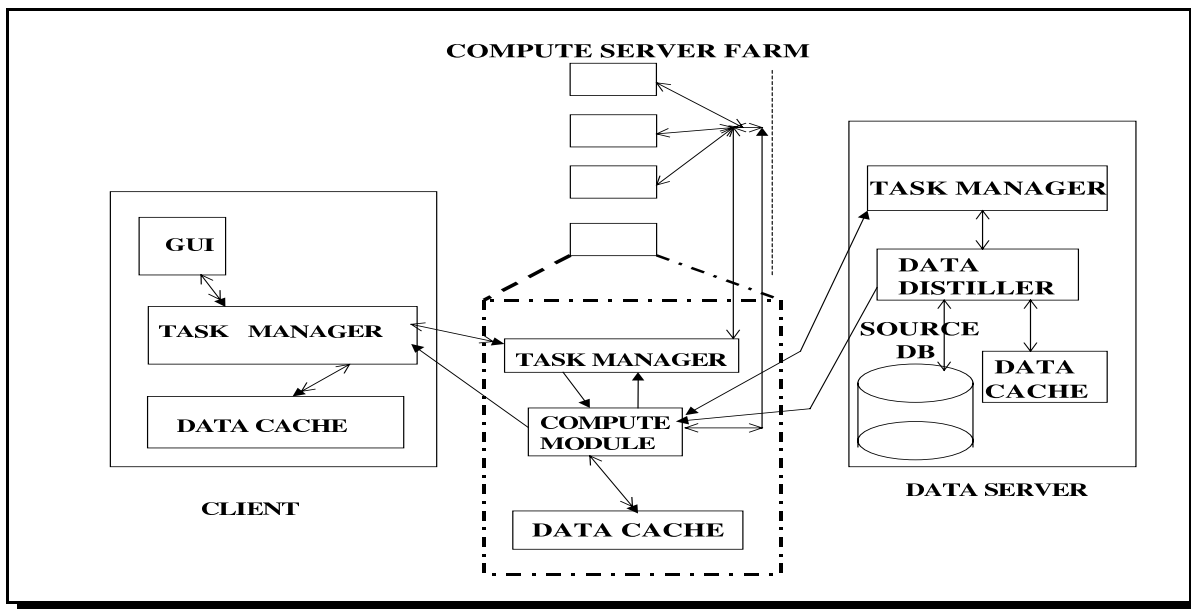 COMPUTE SERVER FARM
GUI
TASK MANAGER
DATA CACHE
CLIENT
TASK MANAGER
COMPUTE
MODULE
DATA CACHE
TASK MANAGER
DATA
DISTILLER
SOURCE
DB
DATA
CACHE
DATA SERVER